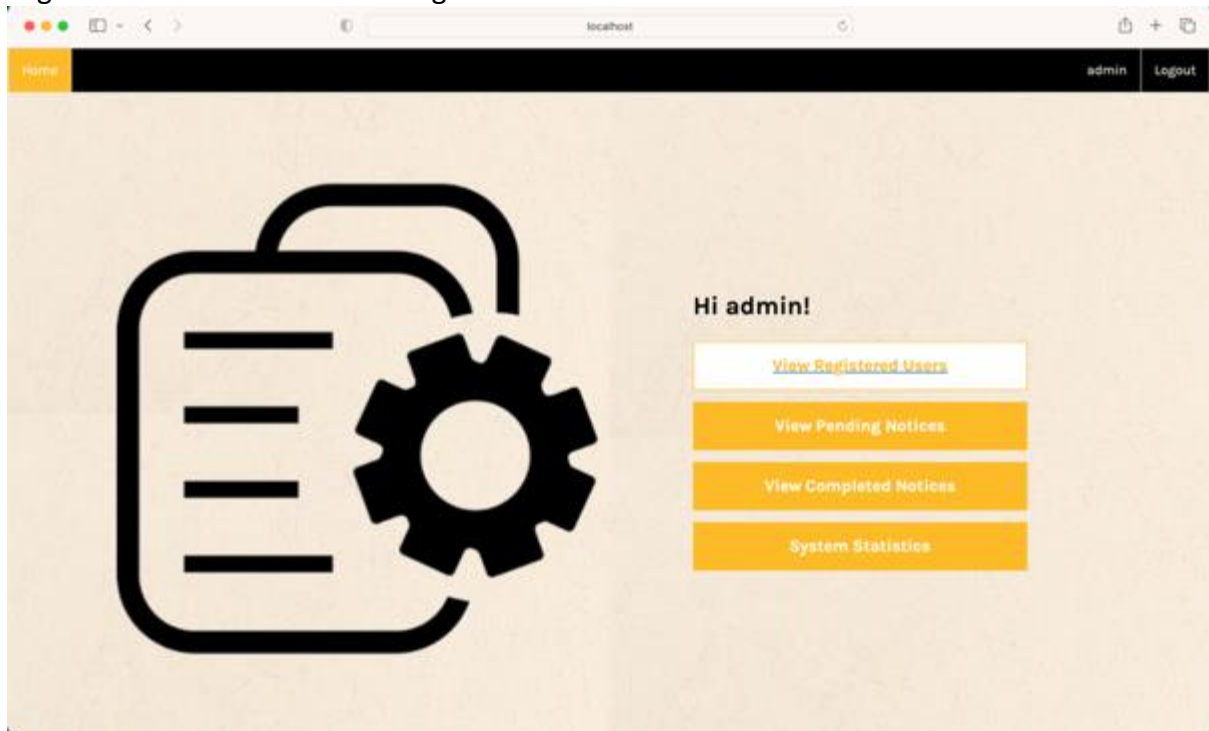 localhost
Home
admin
Logout
Hi admin!
View Registered Users
View Pending Notices
View Completed Notices
System Statistics